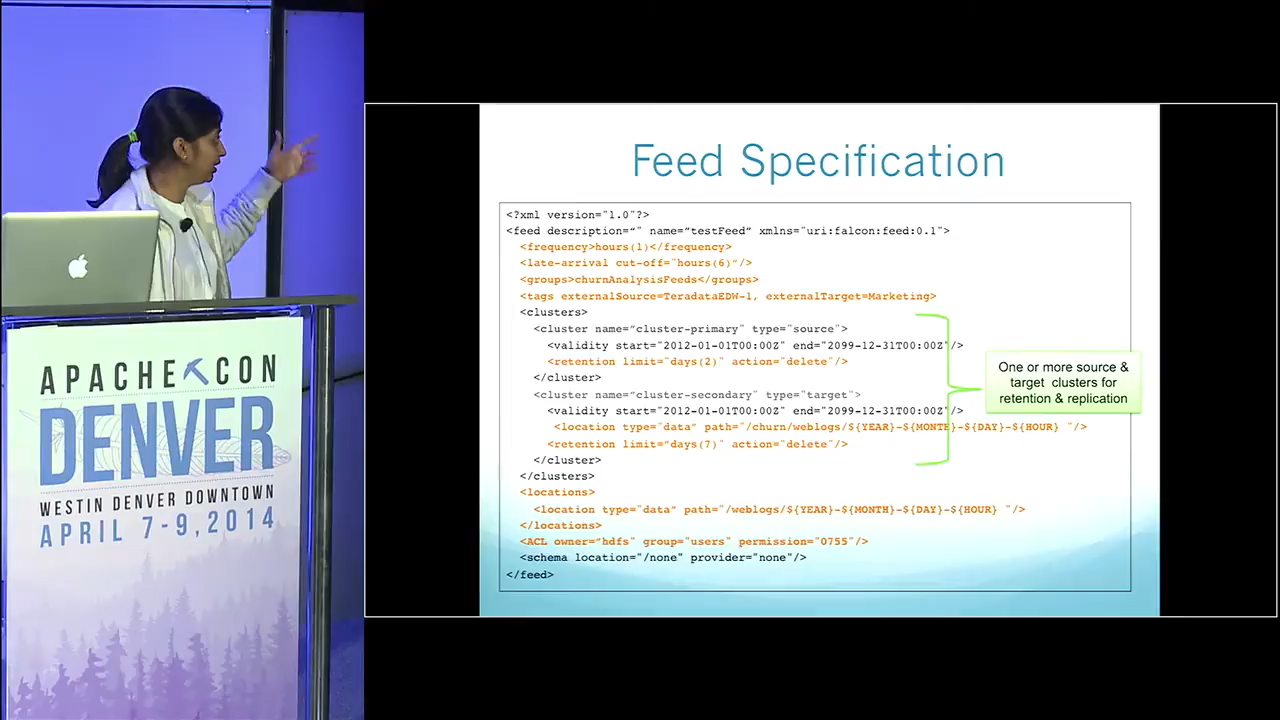 APACHE CON
DENVER
WESTIN DENVER DOWNTOWN
APRIL 7-9, 2014
Feed Specification
<?xml version="1.0"?>
<feed description="" name="testFeed" xmlns="uri:falcon:feed:0.1">
<frequency>hours(1)</frequency>
<late-arrival cut-off="hours(6)"/>
<groups>churnAnalysisFeeds</groups>
<tags externalSource=TeradataEDW-1, externalTarget=Marketing>
<clusters>
<cluster name="cluster-primary" type="source">
<validity start="2012-01-01T00:00Z" end="2099-12-31T00:00Z"/>
<retention limit="days(2)" action="delete"/>
</cluster>
<cluster name="cluster-secondary" type="target">
<validity start="2012-01-01T00:00Z" end="2099-12-31T00:00Z"/>
<location type="data" path="/churn/weblogs/${YEAR}-${MONTH}-${DAY}-${HOUR} "/>
<retention limit="days(7)" action="delete"/>
</cluster>
</clusters>
<locations>
<location type="data" path="/weblogs/${YEAR}-${MONTH}-${DAY}-${HOUR} "/>
</locations>
<ACL owner="hdfs" group="users" permission="0755"/>
<schema location="/none" provider="none"/>
</feed>
One or more source &
target clusters for
retention & replication